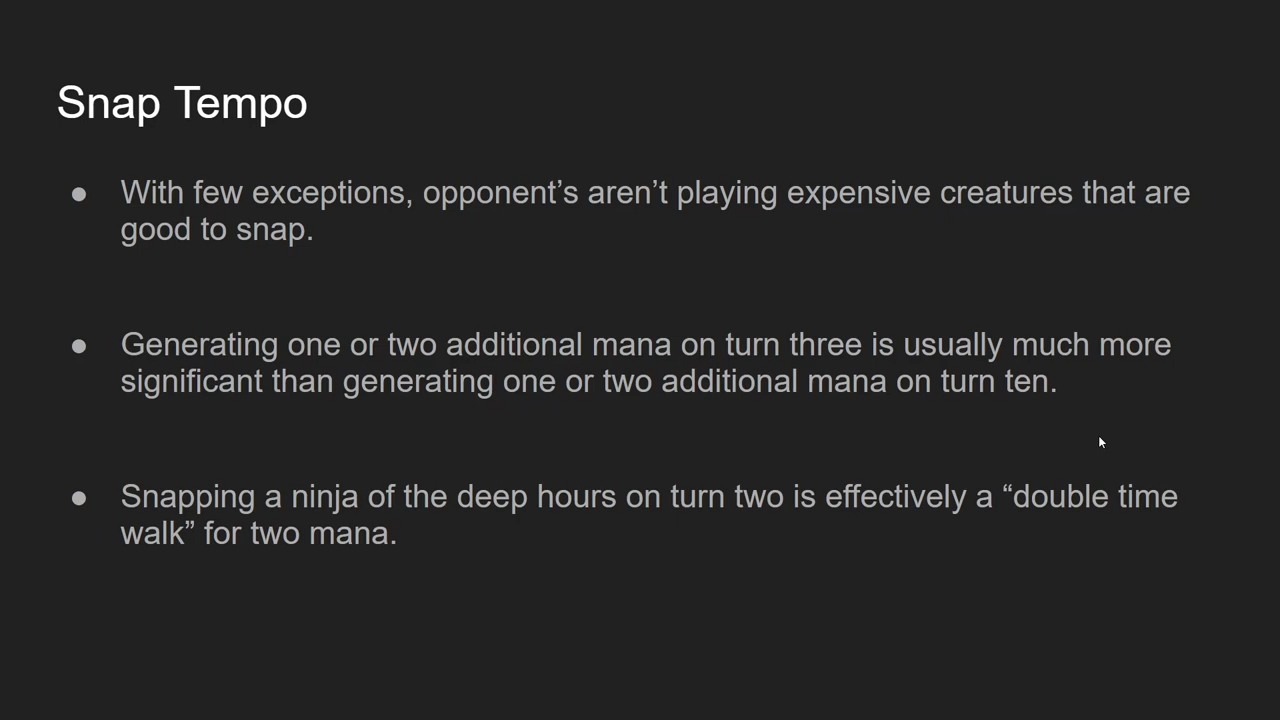 Snap Tempo
● With few exceptions, opponent’s aren’t playing expensive creatures that are
good to snap.
● Generating one or two additional mana on turn three is usually much more
significant than generating one or two additional mana on turn ten.
● Snapping a ninja of the deep hours on turn two is effectively a “double time
walk” for two mana.